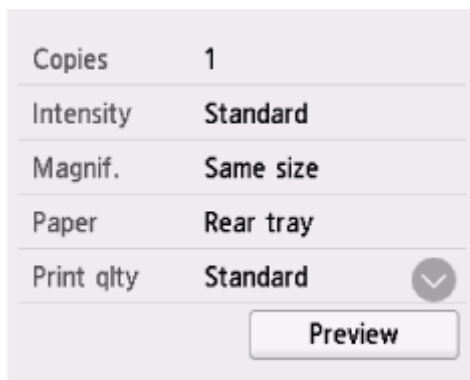 Copies 1
Intensity Standard
Magnif. Same size
Paper Rear tray
Print qlty Standard
Preview